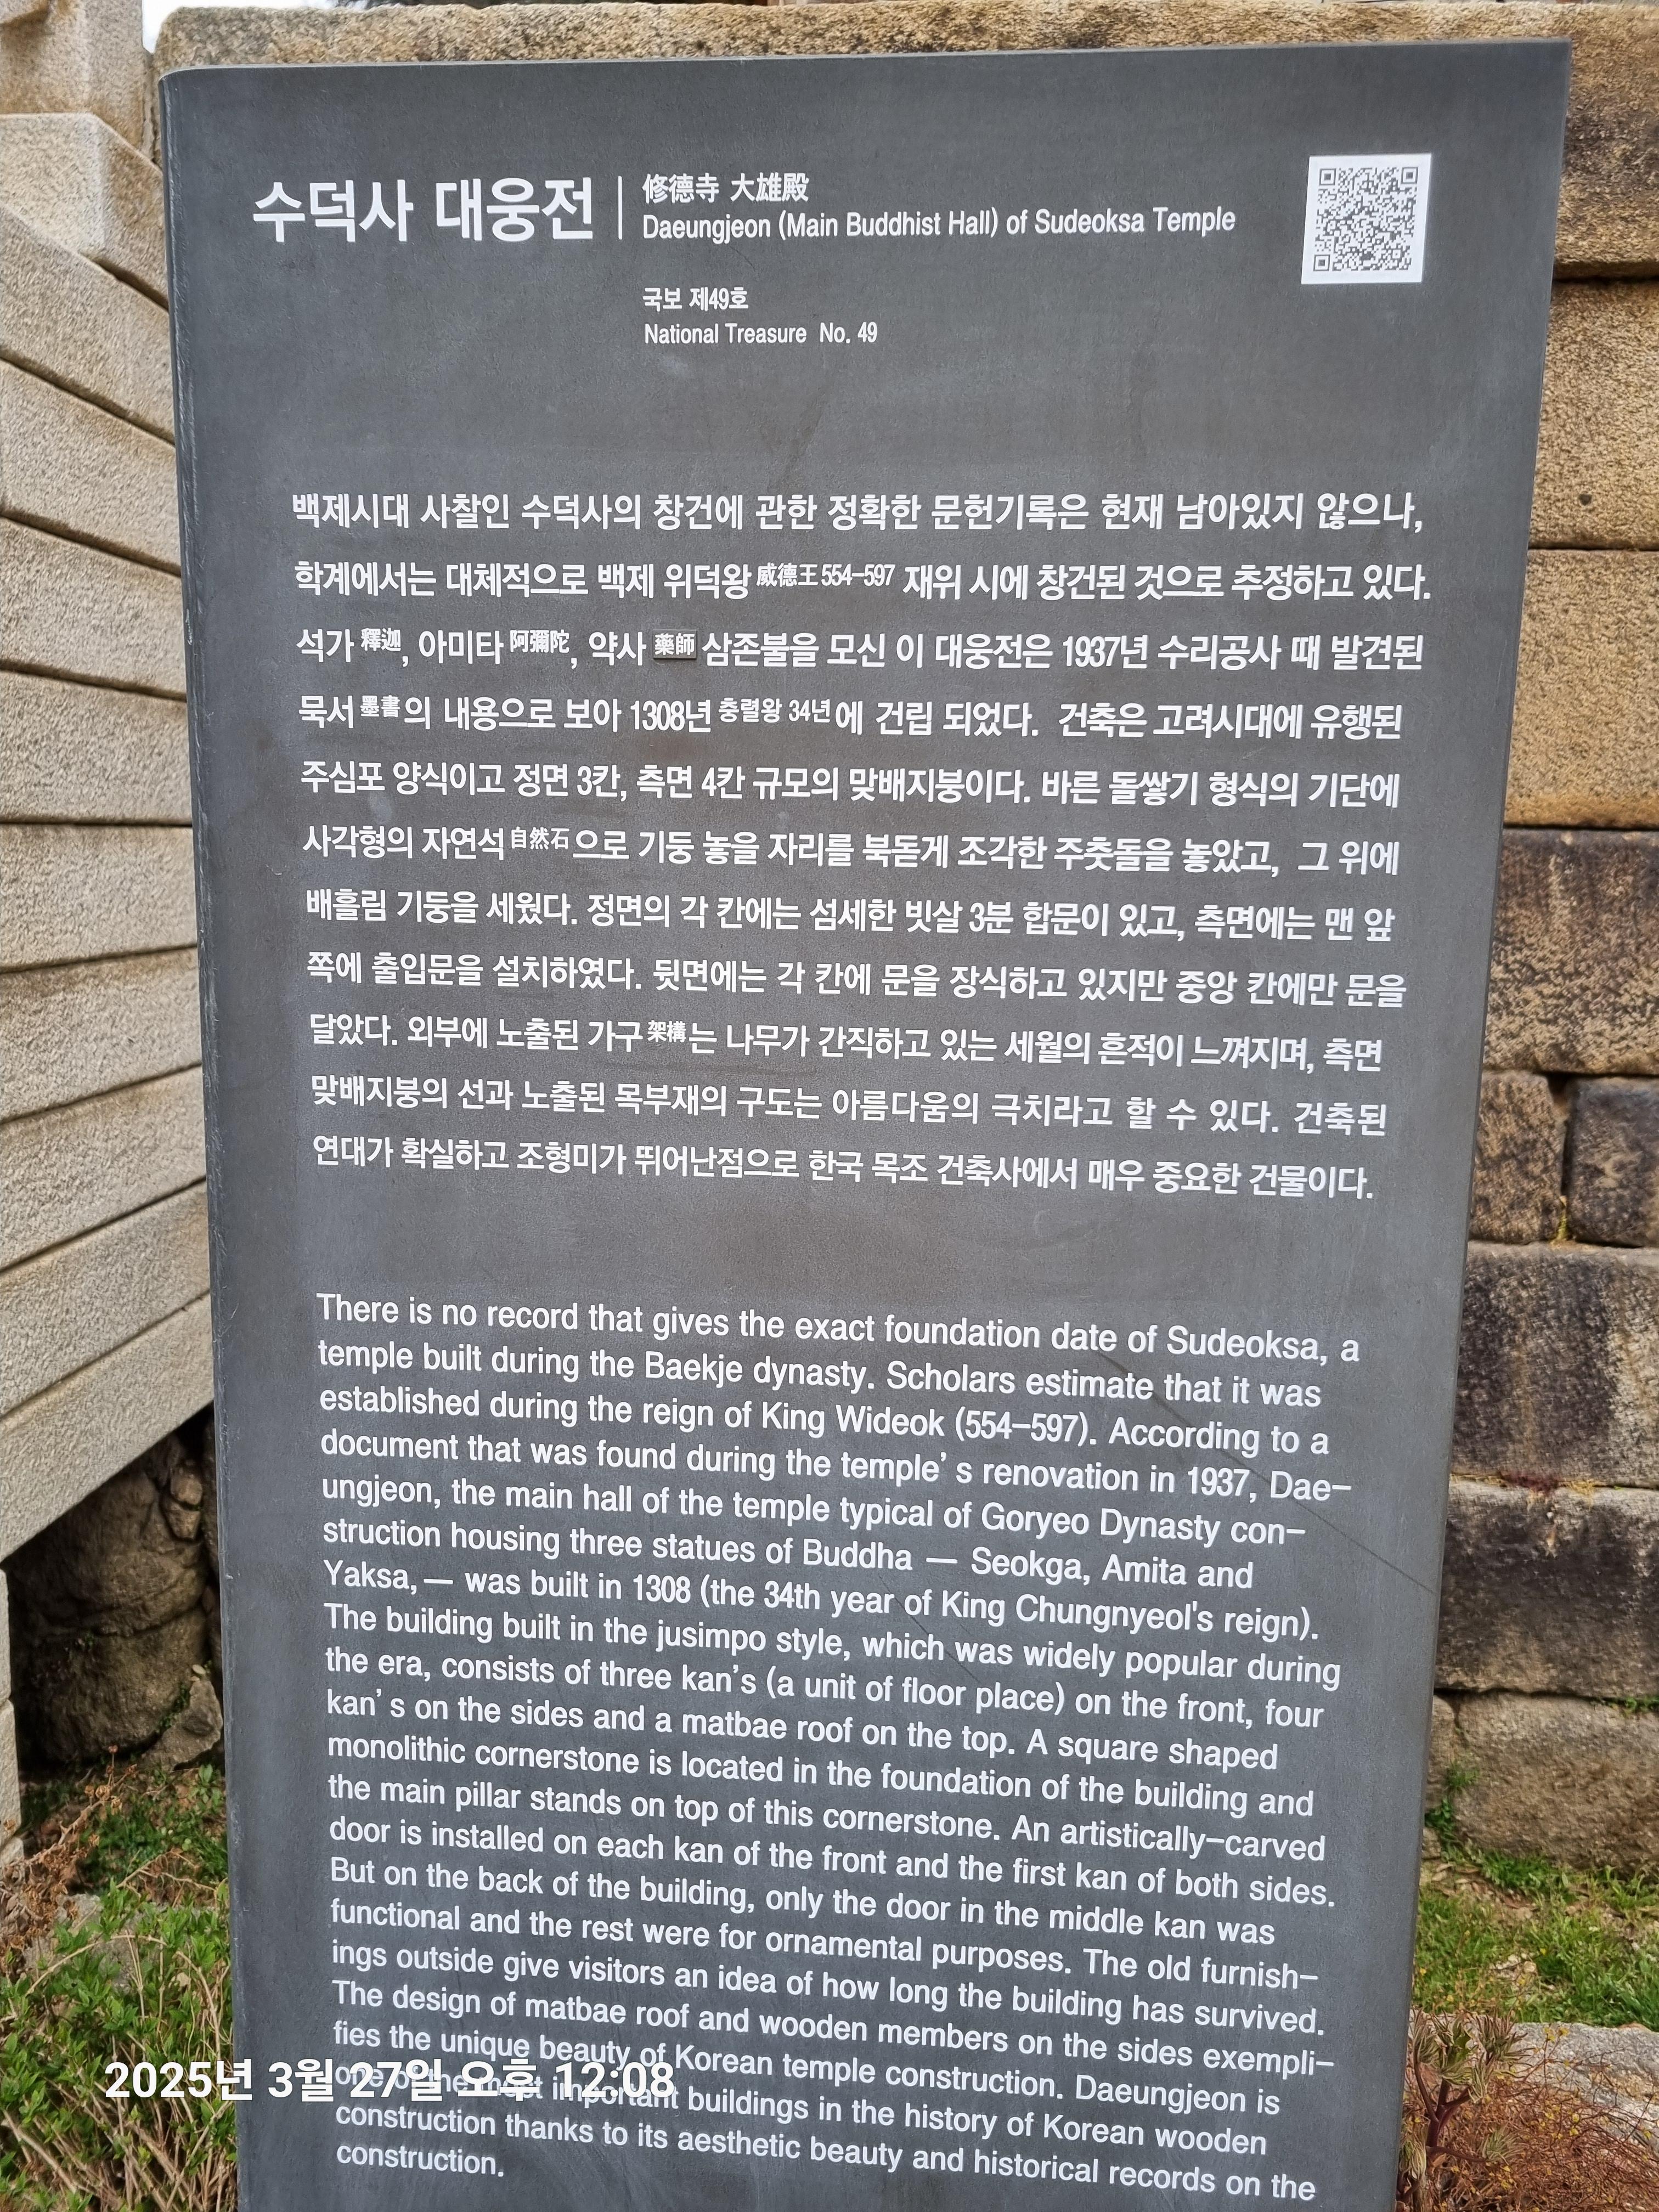 수덕사 대웅전
修德寺 大雄殿
Daeungjeon (Main Buddhist Hall) of Sudeoksa Temple
국보 제49호
National Treasure No. 49
백제시대 사찰인 수덕사의 창건에 관한 정확한 문헌기록은 현재 남아있지 않으나,
학계에서는 대체적으로 백제 위덕왕 威德王 554-597 재위 시에 창건된 것으로 추정하고 있다.
석가 釋迦, 아미타 阿彌陀, 약사 藥師 삼존불을 모신 이 대웅전은 1937년 수리공사 때 발견된
묵서 墨書의 내용으로 보아 1308년 충렬왕 34년에 건립 되었다. 건축은 고려시대에 유행된
주심포 양식이고 정면 3칸, 측면 4칸 규모의 맞배지붕이다. 바른 돌쌓기 형식의 기단에
사각형의 자연석 自然石으로 기둥 놓을 자리를 북돋게 조각한 주춧돌을 놓았고, 그 위에
배흘림 기둥을 세웠다. 정면의 각 칸에는 섬세한 빗살 3분 합문이 있고, 측면에는 맨 앞
쪽에 출입문을 설치하였다. 뒷면에는 각 칸에 문을 장식하고 있지만 중앙 칸에만 문을
달았다. 외부에 노출된 가구 架構는 나무가 간직하고 있는 세월의 흔적이 느껴지며, 측면
맞배지붕의 선과 노출된 목부재의 구도는 아름다움의 극치라고 할 수 있다. 건축된
연대가 확실하고 조형미가 뛰어난점으로 한국 목조 건축사에서 매우 중요한 건물이다.
There is no record that gives the exact foundation date of Sudeoksa, a
temple built during the Baekje dynasty. Scholars estimate that it was
established during the reign of King Wideok (554-597). According to a
document that was found during the temple's renovation in 1937, Dae-
ungjeon, the main hall of the temple typical of Goryeo Dynasty con-
struction housing three statues of Buddha — Seokga, Amita and
Yaksa, — was built in 1308 (the 34th year of King Chungnyeol's reign).
The building built in the jusimpo style, which was widely popular during
the era, consists of three kan's (a unit of floor place) on the front, four
kan's on the sides and a matbae roof on the top. A square shaped
monolithic cornerstone is located in the foundation of the building and
the main pillar stands on top of this cornerstone. An artistically-carved
door is installed on each kan of the front and the first kan of both sides.
But on the back of the building, only the door in the middle kan was
functional and the rest were for ornamental purposes. The old furnish-
ings outside give visitors an idea of how long the building has survived.
The design of matbae roof and wooden members on the sides exempli-
fies the unique beauty of Korean temple construction. Daeungjeon is
one of the most important buildings in the history of Korean wooden
construction thanks to its aesthetic beauty and historical records on the
construction.
2025년 3월 27일 오후 12:08